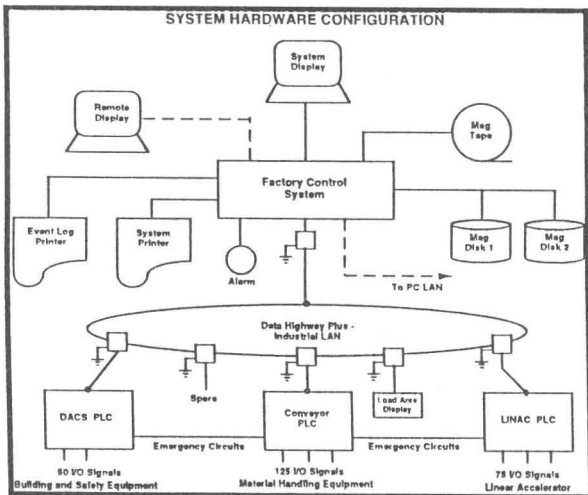 SYSTEM HARDWARE CONFIGURATION
System
Display
Remote
Display
Mag
Tape
Factory Control
System
Event Log
Printer
System
Printer
Alarm
Mag
Disk 1
Mag
Disk 2
To PC LAN
Data Highway Plus -
Industrial LAN
Spare
Load Area
Display
DACS PLC
Conveyor
PLC
LINAC PLC
Emergency Circuits
Emergency Circuits
60 I/O Signals
Building and Safety Equipment
125 I/O Signals
Material Handling Equipment
75 I/O Signals
Linear Accelerator